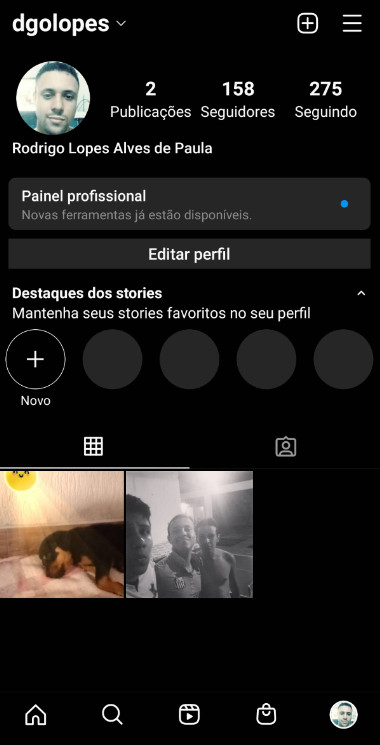 dgolopes
2 158 275
Publicações Seguidores Seguindo
Rodrigo Lopes Alves de Paula
Painel profissional
Novas ferramentas já estão disponíveis.
Editar perfil
Destaques dos stories
Mantenha seus stories favoritos no seu perfil
Novo